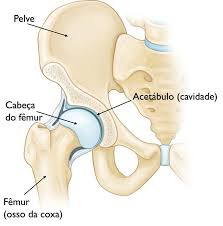 Pelve
Acetábulo (cavidade)
Cabeça
do fêmur
Fêmur
(osso da coxa)